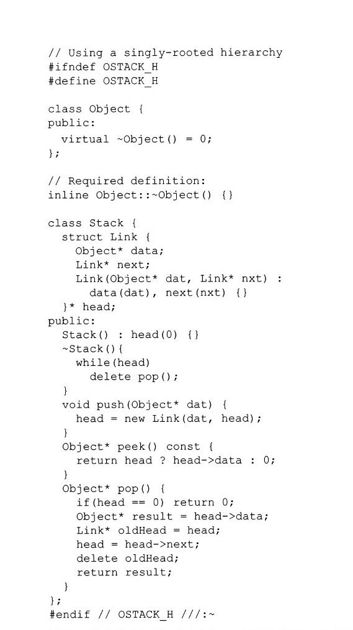 // Using a singly-rooted hierarchy
#ifndef OSTACK_H
#define OSTACK_H
class Object {
public:
virtual ~Object() = 0;
};
// Required definition:
inline Object::~Object() {}
class Stack {
struct Link {
Object* data;
Link* next;
Link(Object* dat, Link* nxt) :
data(dat), next(nxt) {}
}* head;
public:
Stack() : head(0) {}
~Stack(){
while(head)
delete pop();
}
void push(Object* dat) {
head = new Link(dat, head);
}
Object* peek() const {
return head ? head->data : 0;
}
Object* pop() {
if(head == 0) return 0;
Object* result = head->data;
Link* oldHead = head;
head = head->next;
delete oldHead;
return result;
}
};
#endif // OSTACK_H ///:~